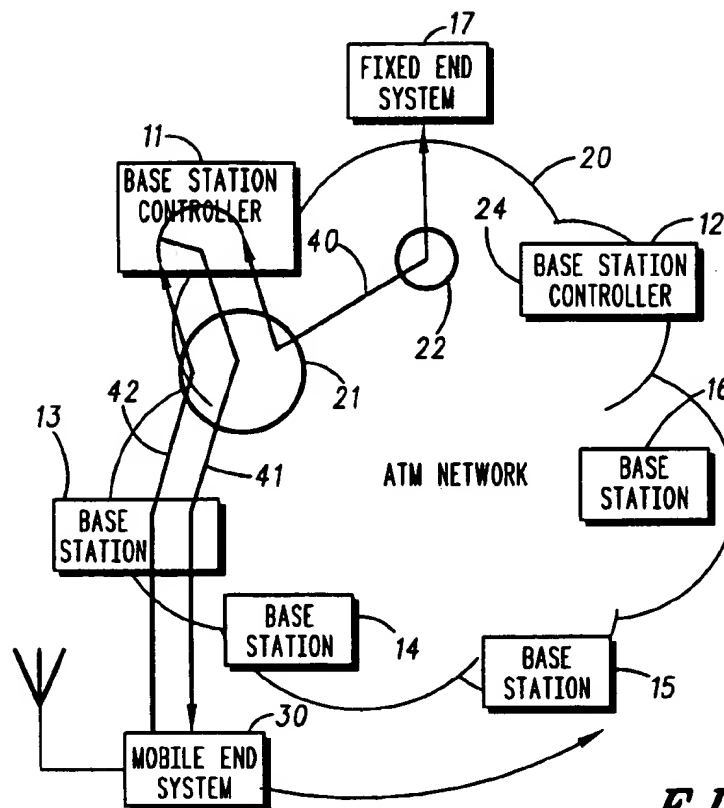 17
FIXED END
SYSTEM
11
BASE STATION
CONTROLLER
20
40
24
12
BASE STATION
CONTROLLER
22
21
42
16
13
41
ATM NETWORK
BASE
STATION
BASE
STATION
BASE
STATION
14
BASE
STATION
15
30
MOBILE END
SYSTEM